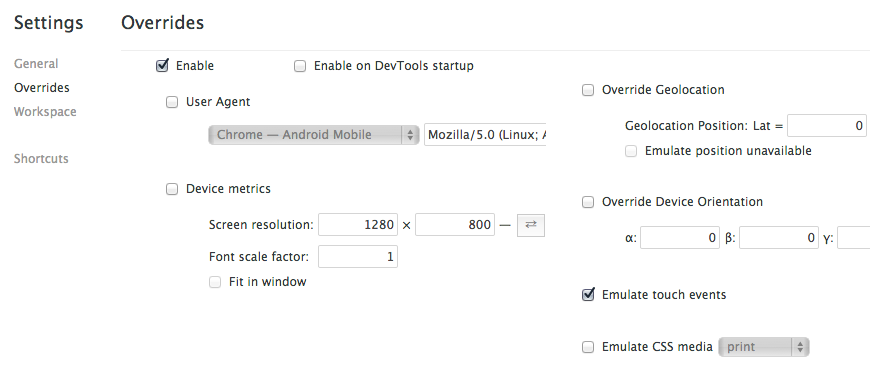 Settings
General
Overrides
Workspace
Shortcuts
Overrides
Enable
Enable on DevTools startup
User Agent
Chrome — Android Mobile
Mozilla/5.0 (Linux; A
Device metrics
Screen resolution: 1280 × 800 —
Font scale factor: 1
Fit in window
Override Geolocation
Geolocation Position: Lat = 0
Emulate position unavailable
Override Device Orientation
α: 0 β: 0 γ:
Emulate touch events
Emulate CSS media print